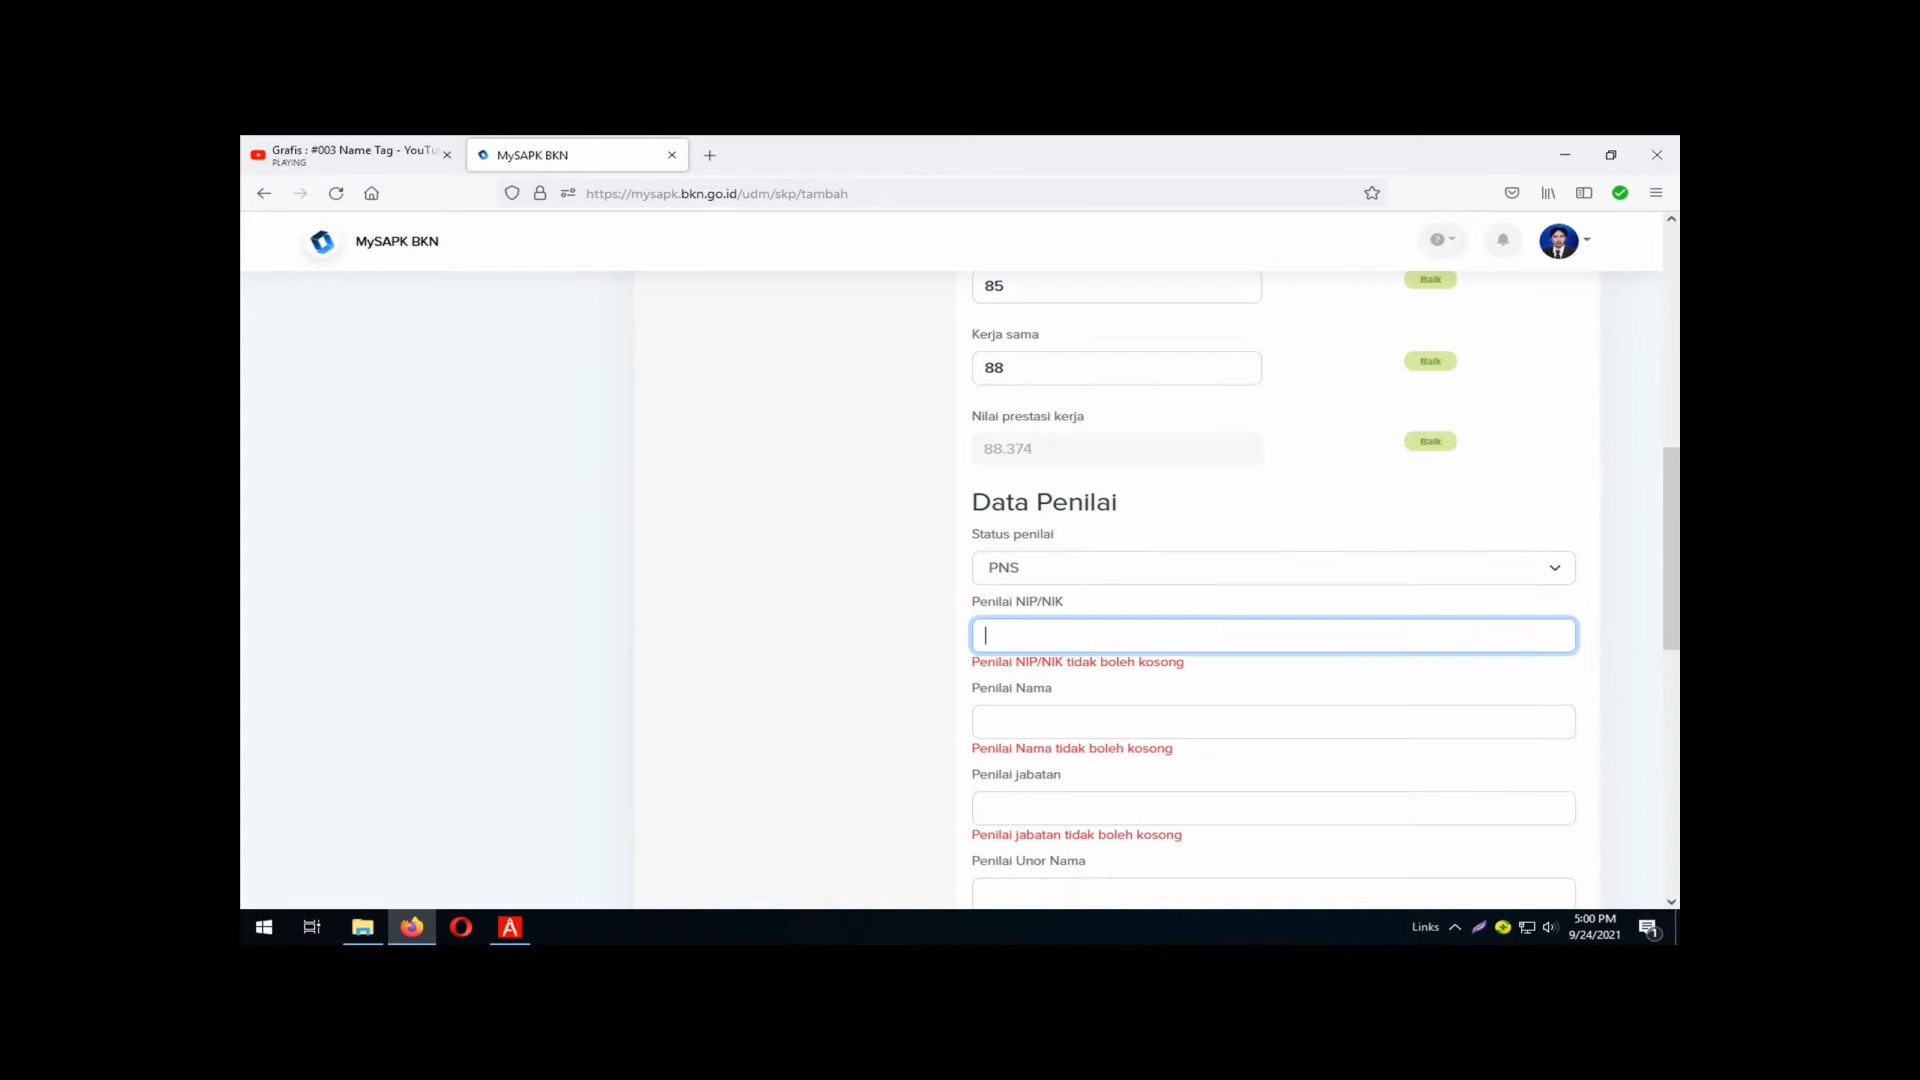 Grafis : #003 Name Tag - YouTu
PLAYING
MySAPK BKN
https://mysapk.bkn.go.id/udm/skp/tambah
MySAPK BKN
85
Baik
Kerja sama
88
Baik
Nilai prestasi kerja
88.374
Baik
Data Penilai
Status penilai
PNS
Penilai NIP/NIK
Penilai NIP/NIK tidak boleh kosong
Penilai Nama
Penilai Nama tidak boleh kosong
Penilai jabatan
Penilai jabatan tidak boleh kosong
Penilai Unor Nama
Links
5:00 PM
9/24/2021
1